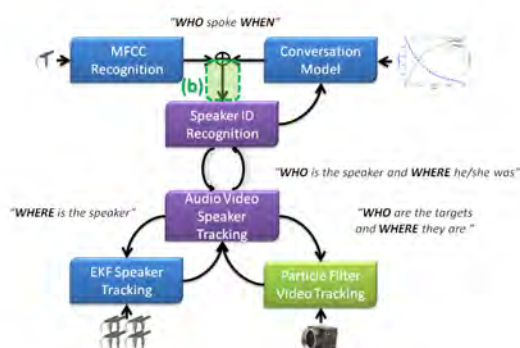 "WHO spoke WHEN"
MFCC
Recognition
Conversation
Model
(b)
Speaker ID
Recognition
"WHO is the speaker and WHERE he/she was"
Audio Video
Speaker
Tracking
"WHERE is the speaker"
"WHO are the targets
and WHERE they are "
EKF Speaker
Tracking
Particle Filter
Video Tracking